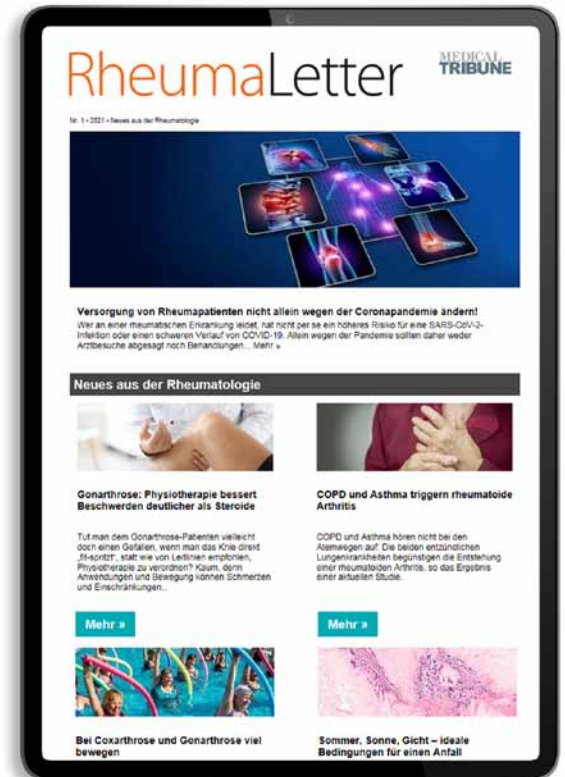 RheumaLetter
MEDICAL
TRIBUNE
Nr. 1 • 2021 • Neues aus der Rheumatologie
Versorgung von Rheumapatienten nicht allein wegen der Coronapandemie ändern!
Wer an einer rheumatischen Erkrankung leidet, hat nicht per se ein höheres Risiko für eine SARS-CoV-2-
Infektion oder einen schweren Verlauf von COVID-19. Allein wegen der Pandemie sollten daher weder
Arztbesuche abgesagt noch Behandlungen... Mehr »
Neues aus der Rheumatologie
Gonarthrose: Physiotherapie bessert
Beschwerden deutlicher als Steroide
Tut man dem Gonarthrose-Patienten vielleicht
doch einen Gefallen, wenn man das Knie direkt
„fit-spritzt“, statt wie von Leitlinien empfohlen,
Physiotherapie zu verordnen? Kaum, denn
Anwendungen und Bewegung können Schmerzen
und Einschränkungen...
Mehr »
COPD und Asthma triggern rheumatoide
Arthritis
COPD und Asthma hören nicht bei den
Atemwegen auf: Die beiden entzündlichen
Lungenkrankheiten begünstigen die Entstehung
einer rheumatoiden Arthritis, so das Ergebnis
einer aktuellen Studie.
Mehr »
Bei Coxarthrose und Gonarthrose viel
bewegen
Sommer, Sonne, Gicht – ideale
Bedingungen für einen Anfall